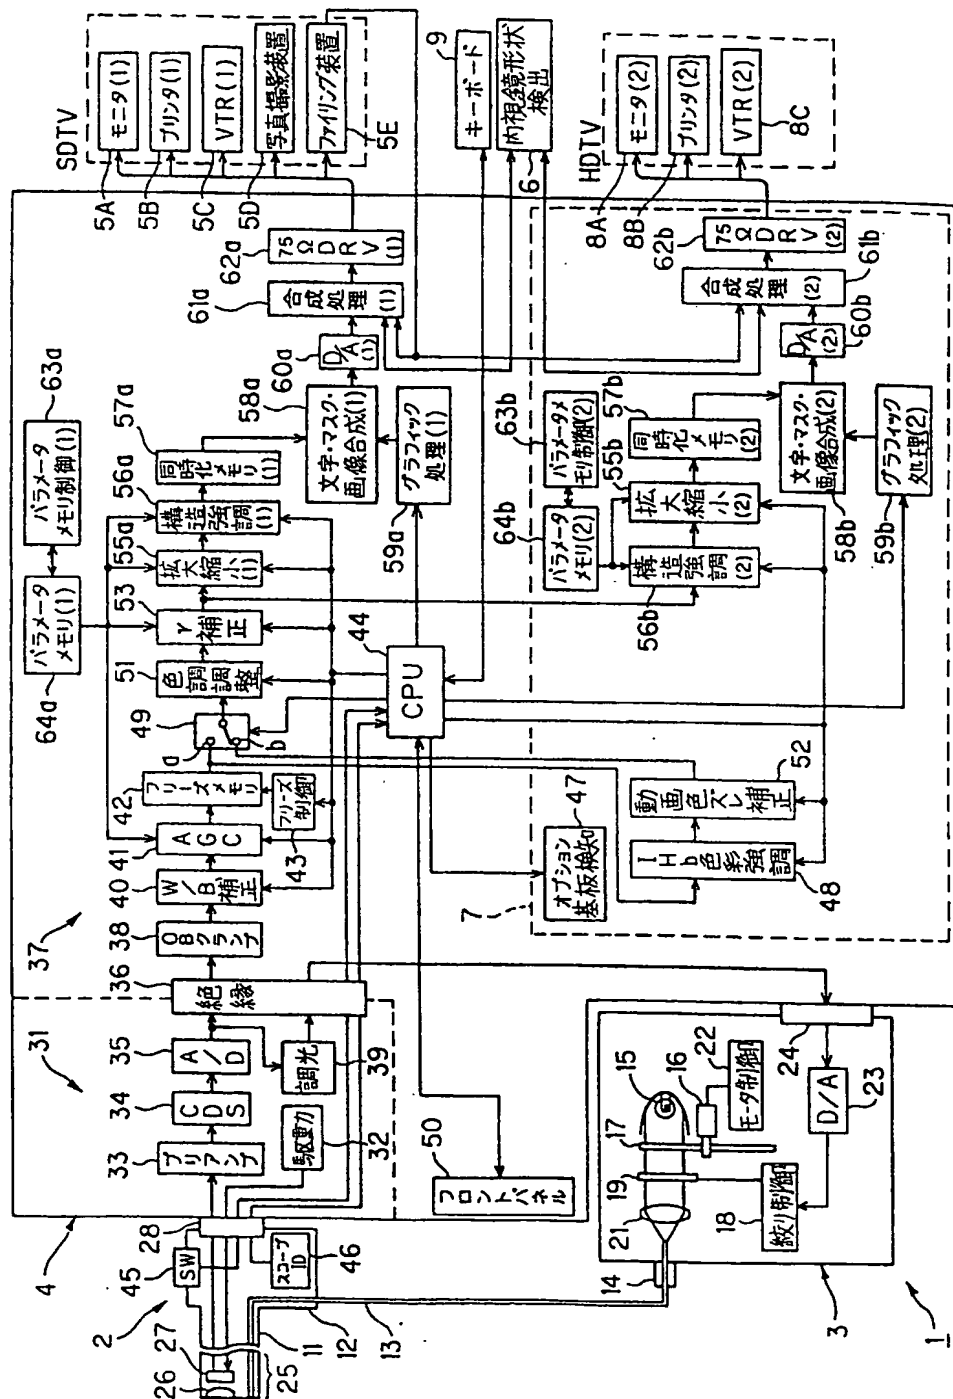 SDTV
5A
モニタ(1)
5B
プリンタ(1)
5C
VTR(1)
5D
写真撮影装置
ファイリング装置
5E
9
キーボード
内視鏡形状
検出
6
HDTV
8A
モニタ(2)
8B
プリンタ(2)
VTR(2)
8C
63a
パラメータ
メモリ制御(1)
パラメータ
メモリ(1)
64a
37
36
絶縁
38
OBクランプ
40
W/B補正
41
AGC
42
フリーズメモリ
フリーズ
制御
43
49
a
b
51
色調調整
53
γ補正
55a
拡大縮小(1)
56a
構造強調(1)
57a
同時化メモリ(1)
58a
文字・マスク・
画像合成(1)
グラフィック
処理(1)
59a
60a
D/A
(1)
61a
合成処理
(1)
62a
75ΩDRV
(1)
44
CPU
7
オプション
基板検知
47
IHb色彩強調
48
動画色ズレ補正
52
64b
パラメータ
メモリ(2)
63b
パラメータメ
モリ制御(2)
56b
構造強調
(2)
55b
拡大縮小
(2)
57b
同時化メモリ
(2)
文字・マスク・
画像合成(2)
58b
グラフィック
処理(2)
59b
D/A
(2)
60b
合成処理
(2)
61b
62b
75ΩDRV
(2)
4
31
33
プリアンプ
34
CDS
35
A/D
調光
39
駆動
32
28
45
SW
スコープ
ID
46
50
フロントパネル
2
26
27
25
11
12
13
14
21
19
17
15
16
22
モータ制御
18
絞り制御
D/A
23
24
3
1